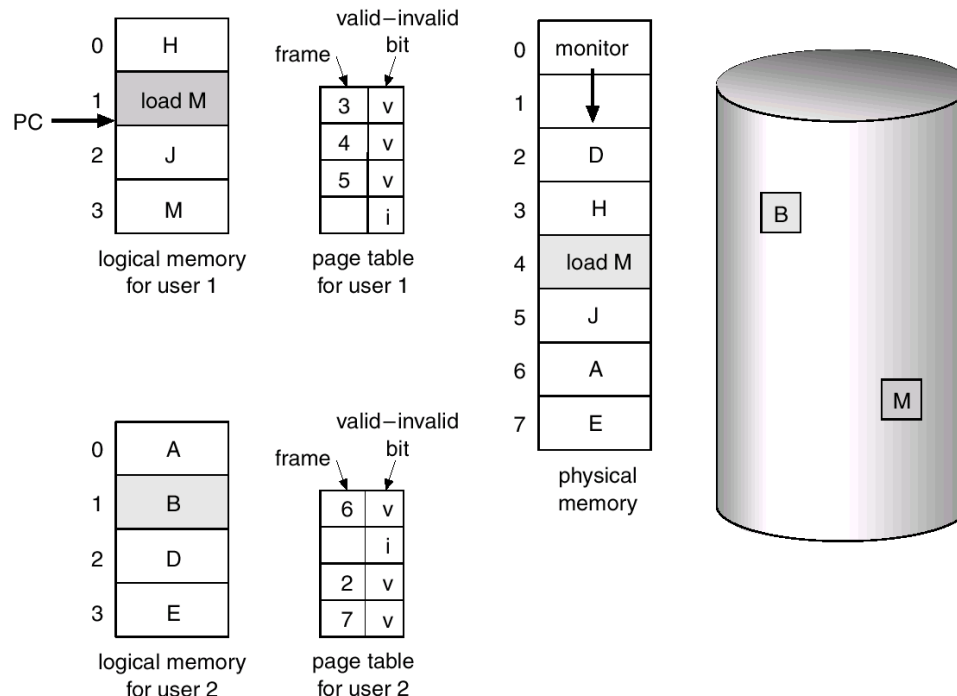 valid–invalid
bit
frame
0 H
1 load M
PC
2 J
3 M
3 v
4 v
5 v
i
logical memory
for user 1
page table
for user 1
0 monitor
1
2 D
3 H
4 load M
5 J
6 A
7 E
physical
memory
B
M
valid–invalid
bit
frame
0 A
1 B
2 D
3 E
6 v
i
2 v
7 v
logical memory
for user 2
page table
for user 2